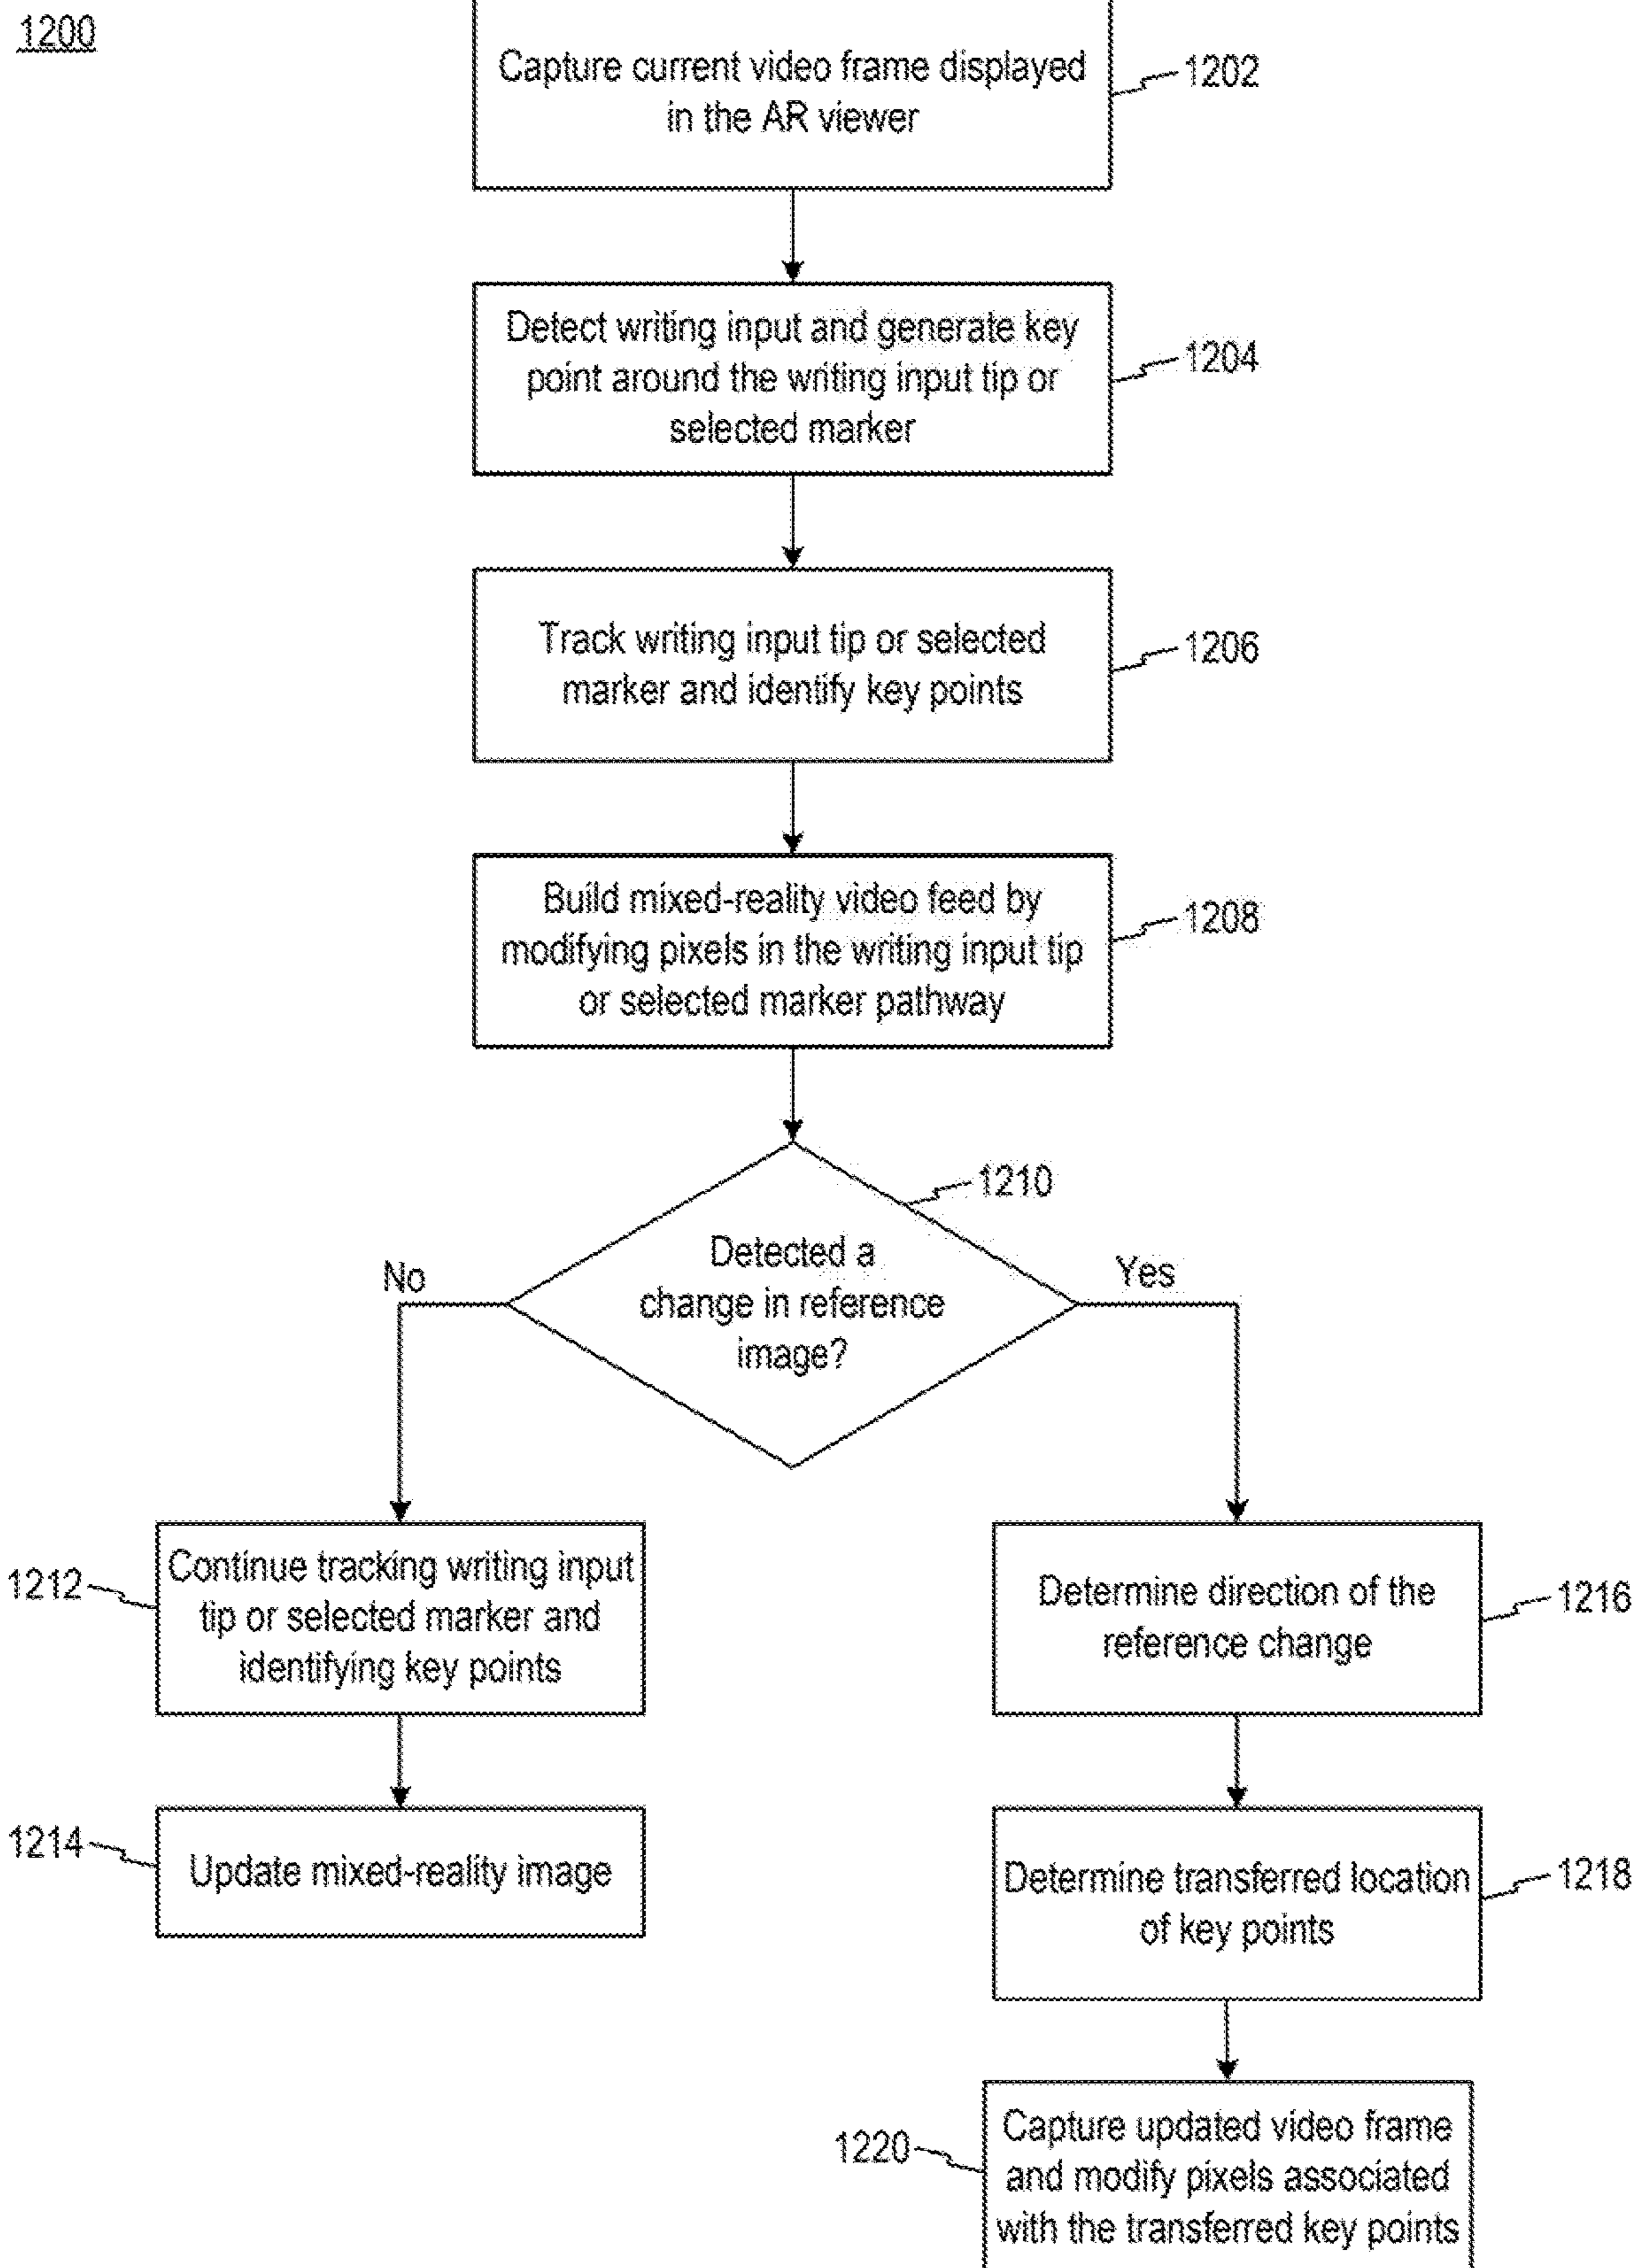 1200
Capture current video frame displayed
in the AR viewer
1202
Detect writing input and generate key
point around the writing input tip or
selected marker
1204
Track writing input tip or selected
marker and identify key points
1206
Build mixed-reality video feed by
modifying pixels in the writing input tip
or selected marker pathway
1208
1210
Detected a
change in reference
image?
No
Yes
1212
Continue tracking writing input
tip or selected marker and
identifying key points
Determine direction of the
reference change
1216
1214
Update mixed-reality image
Determine transferred location
of key points
1218
1220
Capture updated video frame
and modify pixels associated
with the transferred key points